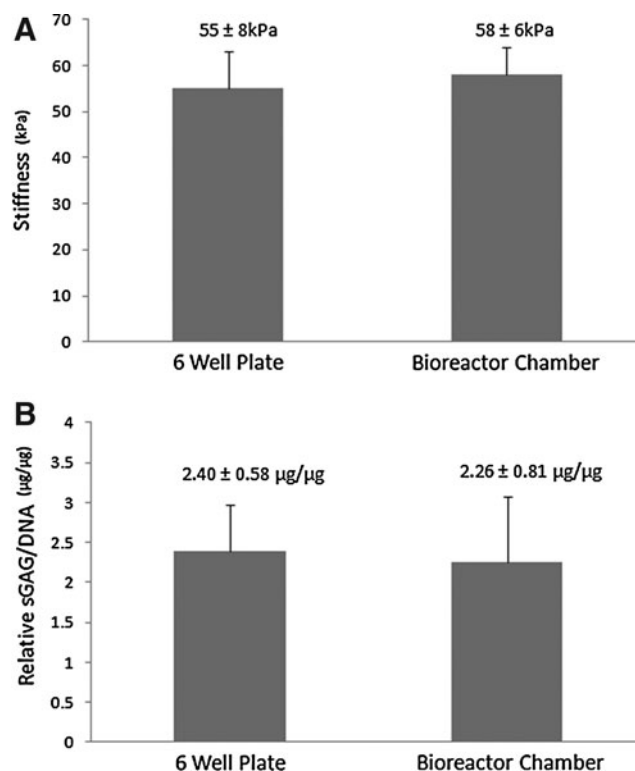 A
55 ± 8kPa
58 ± 6kPa
Stiffness (kPa)
70
60
50
40
30
20
10
0
6 Well Plate
Bioreactor Chamber
B
2.40 ± 0.58 µg/µg
2.26 ± 0.81 µg/µg
Relative sGAG/DNA (µg/µg)
4
3.5
3
2.5
2
1.5
1
0.5
0
6 Well Plate
Bioreactor Chamber